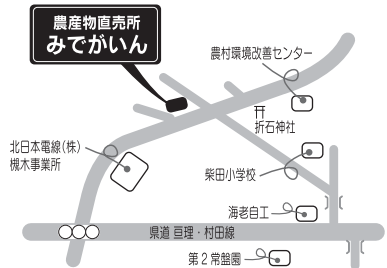 農産物直売所
みでがいん
農村環境改善センター
折石神社
北日本電線(株)
槻木事業所
柴田小学校
海老自工
県道 亘理・村田線
第2常盤園